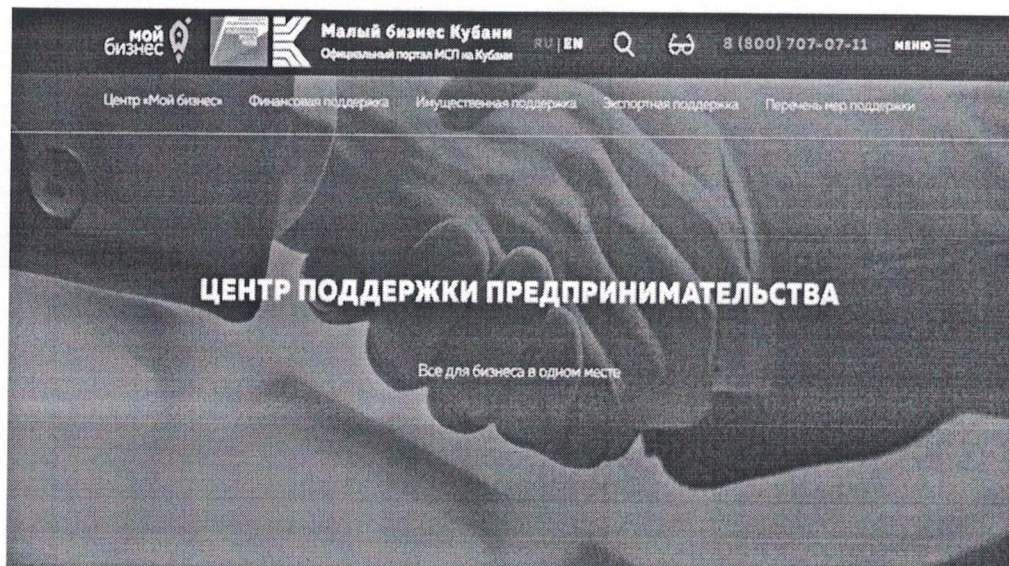 мой бизнес
Малый бизнес Кубани
Официальный портал МСП на Кубани
RU | EN
8 (800) 707-07-11
МЕНЮ
Центр «Мой бизнес» Финансовая поддержка Имущественная поддержка Экспортная поддержка Перечень мер поддержки
ЦЕНТР ПОДДЕРЖКИ ПРЕДПРИНИМАТЕЛЬСТВА
Все для бизнеса в одном месте